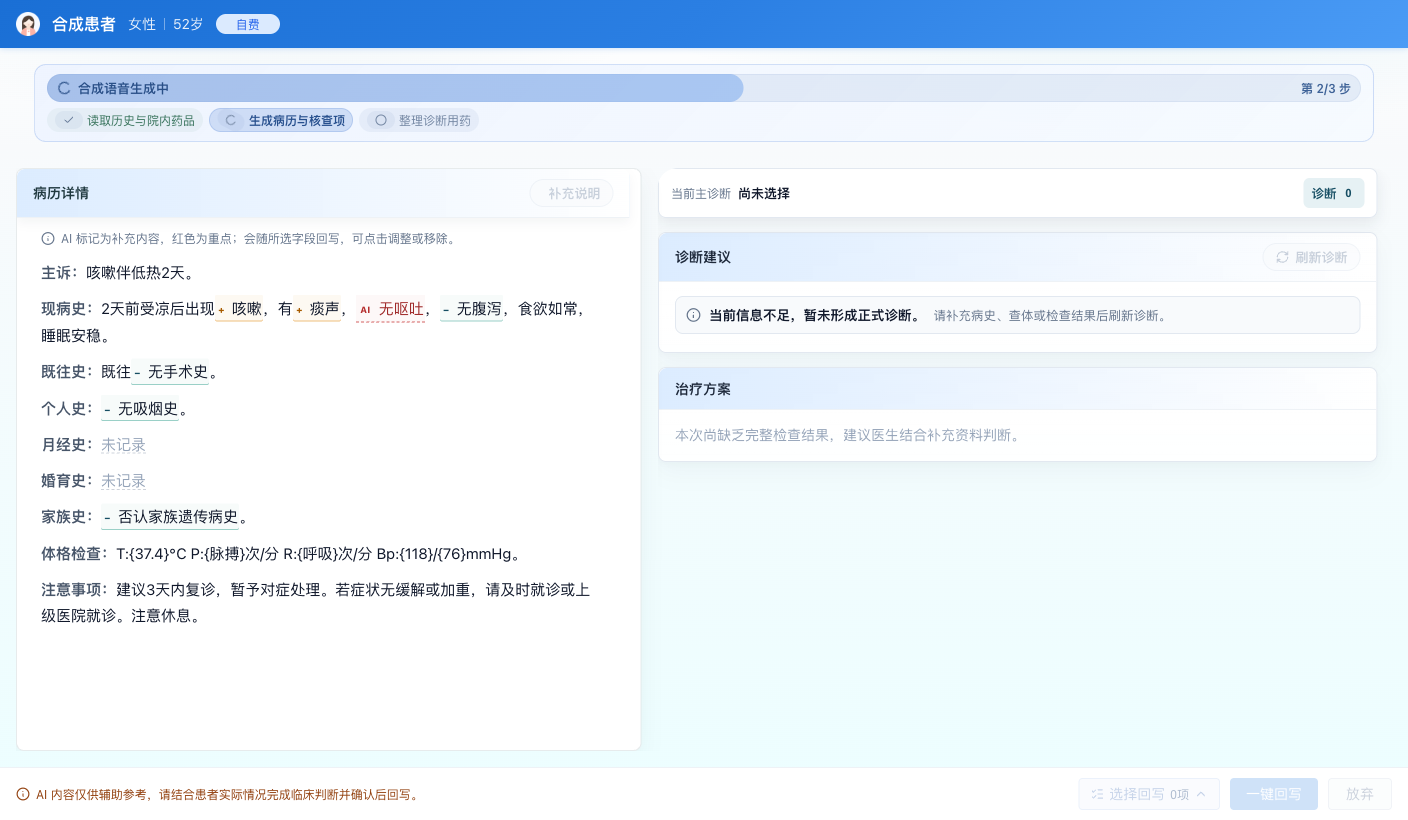 合成患者 女性 52岁 自费
合成语音生成中 第 2/3 步
读取历史与院内药品 生成病历与核查项 整理诊断用药
病历详情 补充说明
AI 标记为补充内容，红色为重点；会随所选字段回写，可点击调整或移除。
主诉：咳嗽伴低热2天。
现病史：2天前受凉后出现+ 咳嗽，有+ 痰声，AI 无呕吐，- 无腹泻，食欲如常，
睡眠安稳。
既往史：既往- 无手术史。
个人史：- 无吸烟史。
月经史：未记录
婚育史：未记录
家族史：- 否认家族遗传病史。
体格检查：T:{37.4}°C P:{脉搏}次/分 R:{呼吸}次/分 Bp:{118}/{76}mmHg。
注意事项：建议3天内复诊，暂予对症处理。若症状无缓解或加重，请及时就诊或上
级医院就诊。注意休息。
当前主诊断 尚未选择 诊断 0
诊断建议 刷新诊断
当前信息不足，暂未形成正式诊断。 请补充病史、查体或检查结果后刷新诊断。
治疗方案
本次尚缺乏完整检查结果，建议医生结合补充资料判断。
AI 内容仅供辅助参考，请结合患者实际情况完成临床判断并确认后回写。
选择回写 0项 一键回写 放弃